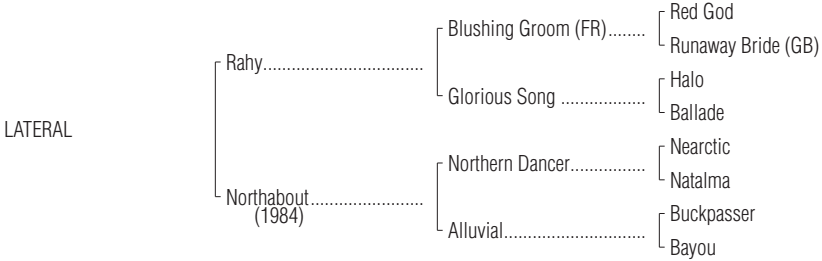 Red God
Blushing Groom (FR)........
Runaway Bride (GB)
Rahy..................................
Halo
Glorious Song ..................
Ballade
LATERAL
Nearctic
Northern Dancer................
Natalma
Northabout........................
(1984)
Buckpasser
Alluvial..............................
Bayou